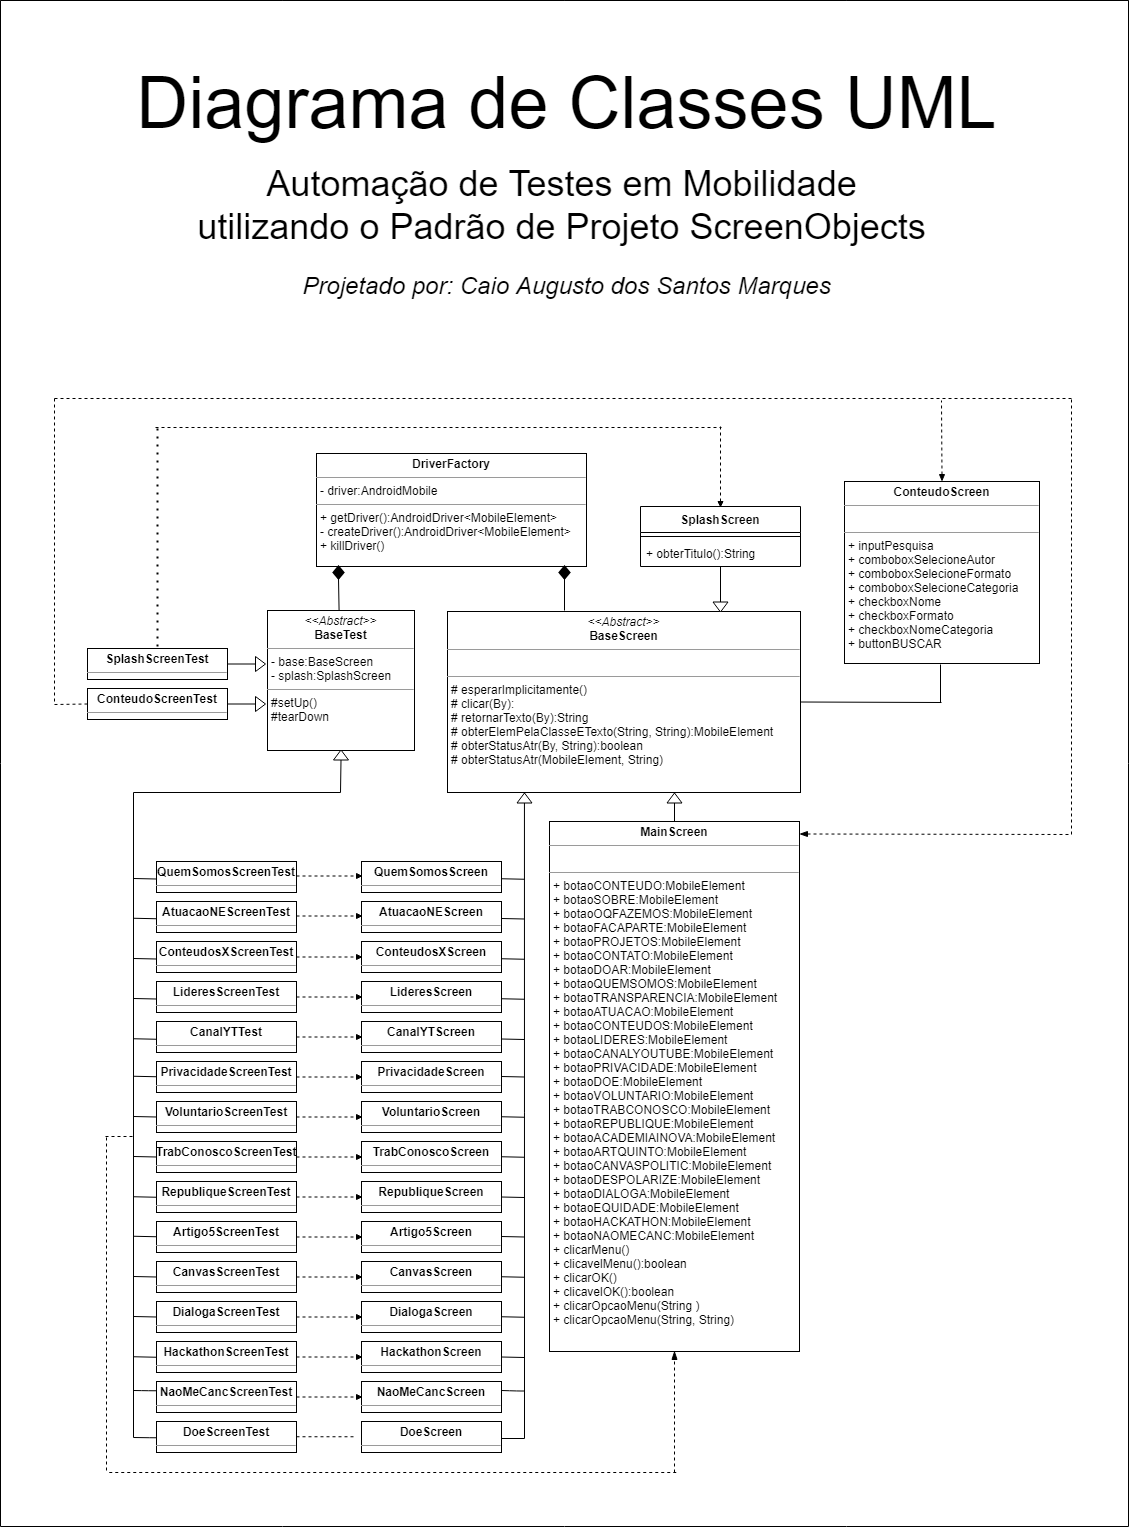 Diagrama de Classes UML
Automação de Testes em Mobilidade
utilizando o Padrão de Projeto ScreenObjects
Projetado por: Caio Augusto dos Santos Marques
DriverFactory
- driver:AndroidMobile
+ getDriver():AndroidDriver<MobileElement>
- createDriver():AndroidDriver<MobileElement>
+ killDriver()
SplashScreen
+ obterTitulo():String
ConteudoScreen
+ inputPesquisa
+ comboboxSelecioneAutor
+ comboboxSelecioneFormato
+ comboboxSelecioneCategoria
+ checkboxNome
+ checkboxFormato
+ checkboxNomeCategoria
+ buttonBUSCAR
SplashScreenTest
ConteudoScreenTest
<<Abstract>>
BaseTest
- base:BaseScreen
- splash:SplashScreen
#setUp()
#tearDown
<<Abstract>>
BaseScreen
# esperarImplicitamente()
# clicar(By):
# retornarTexto(By):String
# obterElemPelaClasseETexto(String, String):MobileElement
# obterStatusAtr(By, String):boolean
# obterStatusAtr(MobileElement, String)
MainScreen
+ botaoCONTEUDO:MobileElement
+ botaoSOBRE:MobileElement
+ botaoOQFAZEMOS:MobileElement
+ botaoFACAPARTE:MobileElement
+ botaoPROJETOS:MobileElement
+ botaoCONTATO:MobileElement
+ botaoDOAR:MobileElement
+ botaoQUEMSOMOS:MobileElement
+ botaoTRANSPARENCIA:MobileElement
+ botaoATUACAO:MobileElement
+ botaoCONTEUDOS:MobileElement
+ botaoLIDERES:MobileElement
+ botaoCANALYOUTUBE:MobileElement
+ botaoPRIVACIDADE:MobileElement
+ botaoDOE:MobileElement
+ botaoVOLUNTARIO:MobileElement
+ botaoTRABCONOSCO:MobileElement
+ botaoREPUBLIQUE:MobileElement
+ botaoACADEMIAINOVA:MobileElement
+ botaoARTQUINTO:MobileElement
+ botaoCANVASPOLITIC:MobileElement
+ botaoDESPOLARIZE:MobileElement
+ botaoDIALOGA:MobileElement
+ botaoEQUIDADE:MobileElement
+ botaoHACKATHON:MobileElement
+ botaoNAOMECANC:MobileElement
+ clicarMenu()
+ clicavelMenu():boolean
+ clicarOK()
+ clicavelOK():boolean
+ clicarOpcaoMenu(String )
+ clicarOpcaoMenu(String, String)
QuemSomosScreenTest
QuemSomosScreen
AtuacaoNEScreenTest
AtuacaoNEScreen
ConteudosXScreenTest
ConteudosXScreen
LideresScreenTest
LideresScreen
CanalYTTest
CanalYTScreen
PrivacidadeScreenTest
PrivacidadeScreen
VoluntarioScreenTest
VoluntarioScreen
TrabConoscoScreenTest
TrabConoscoScreen
RepubliqueScreenTest
RepubliqueScreen
Artigo5ScreenTest
Artigo5Screen
CanvasScreenTest
CanvasScreen
DialogaScreenTest
DialogaScreen
HackathonScreenTest
HackathonScreen
NaoMeCancScreenTest
NaoMeCancScreen
DoeScreenTest
DoeScreen